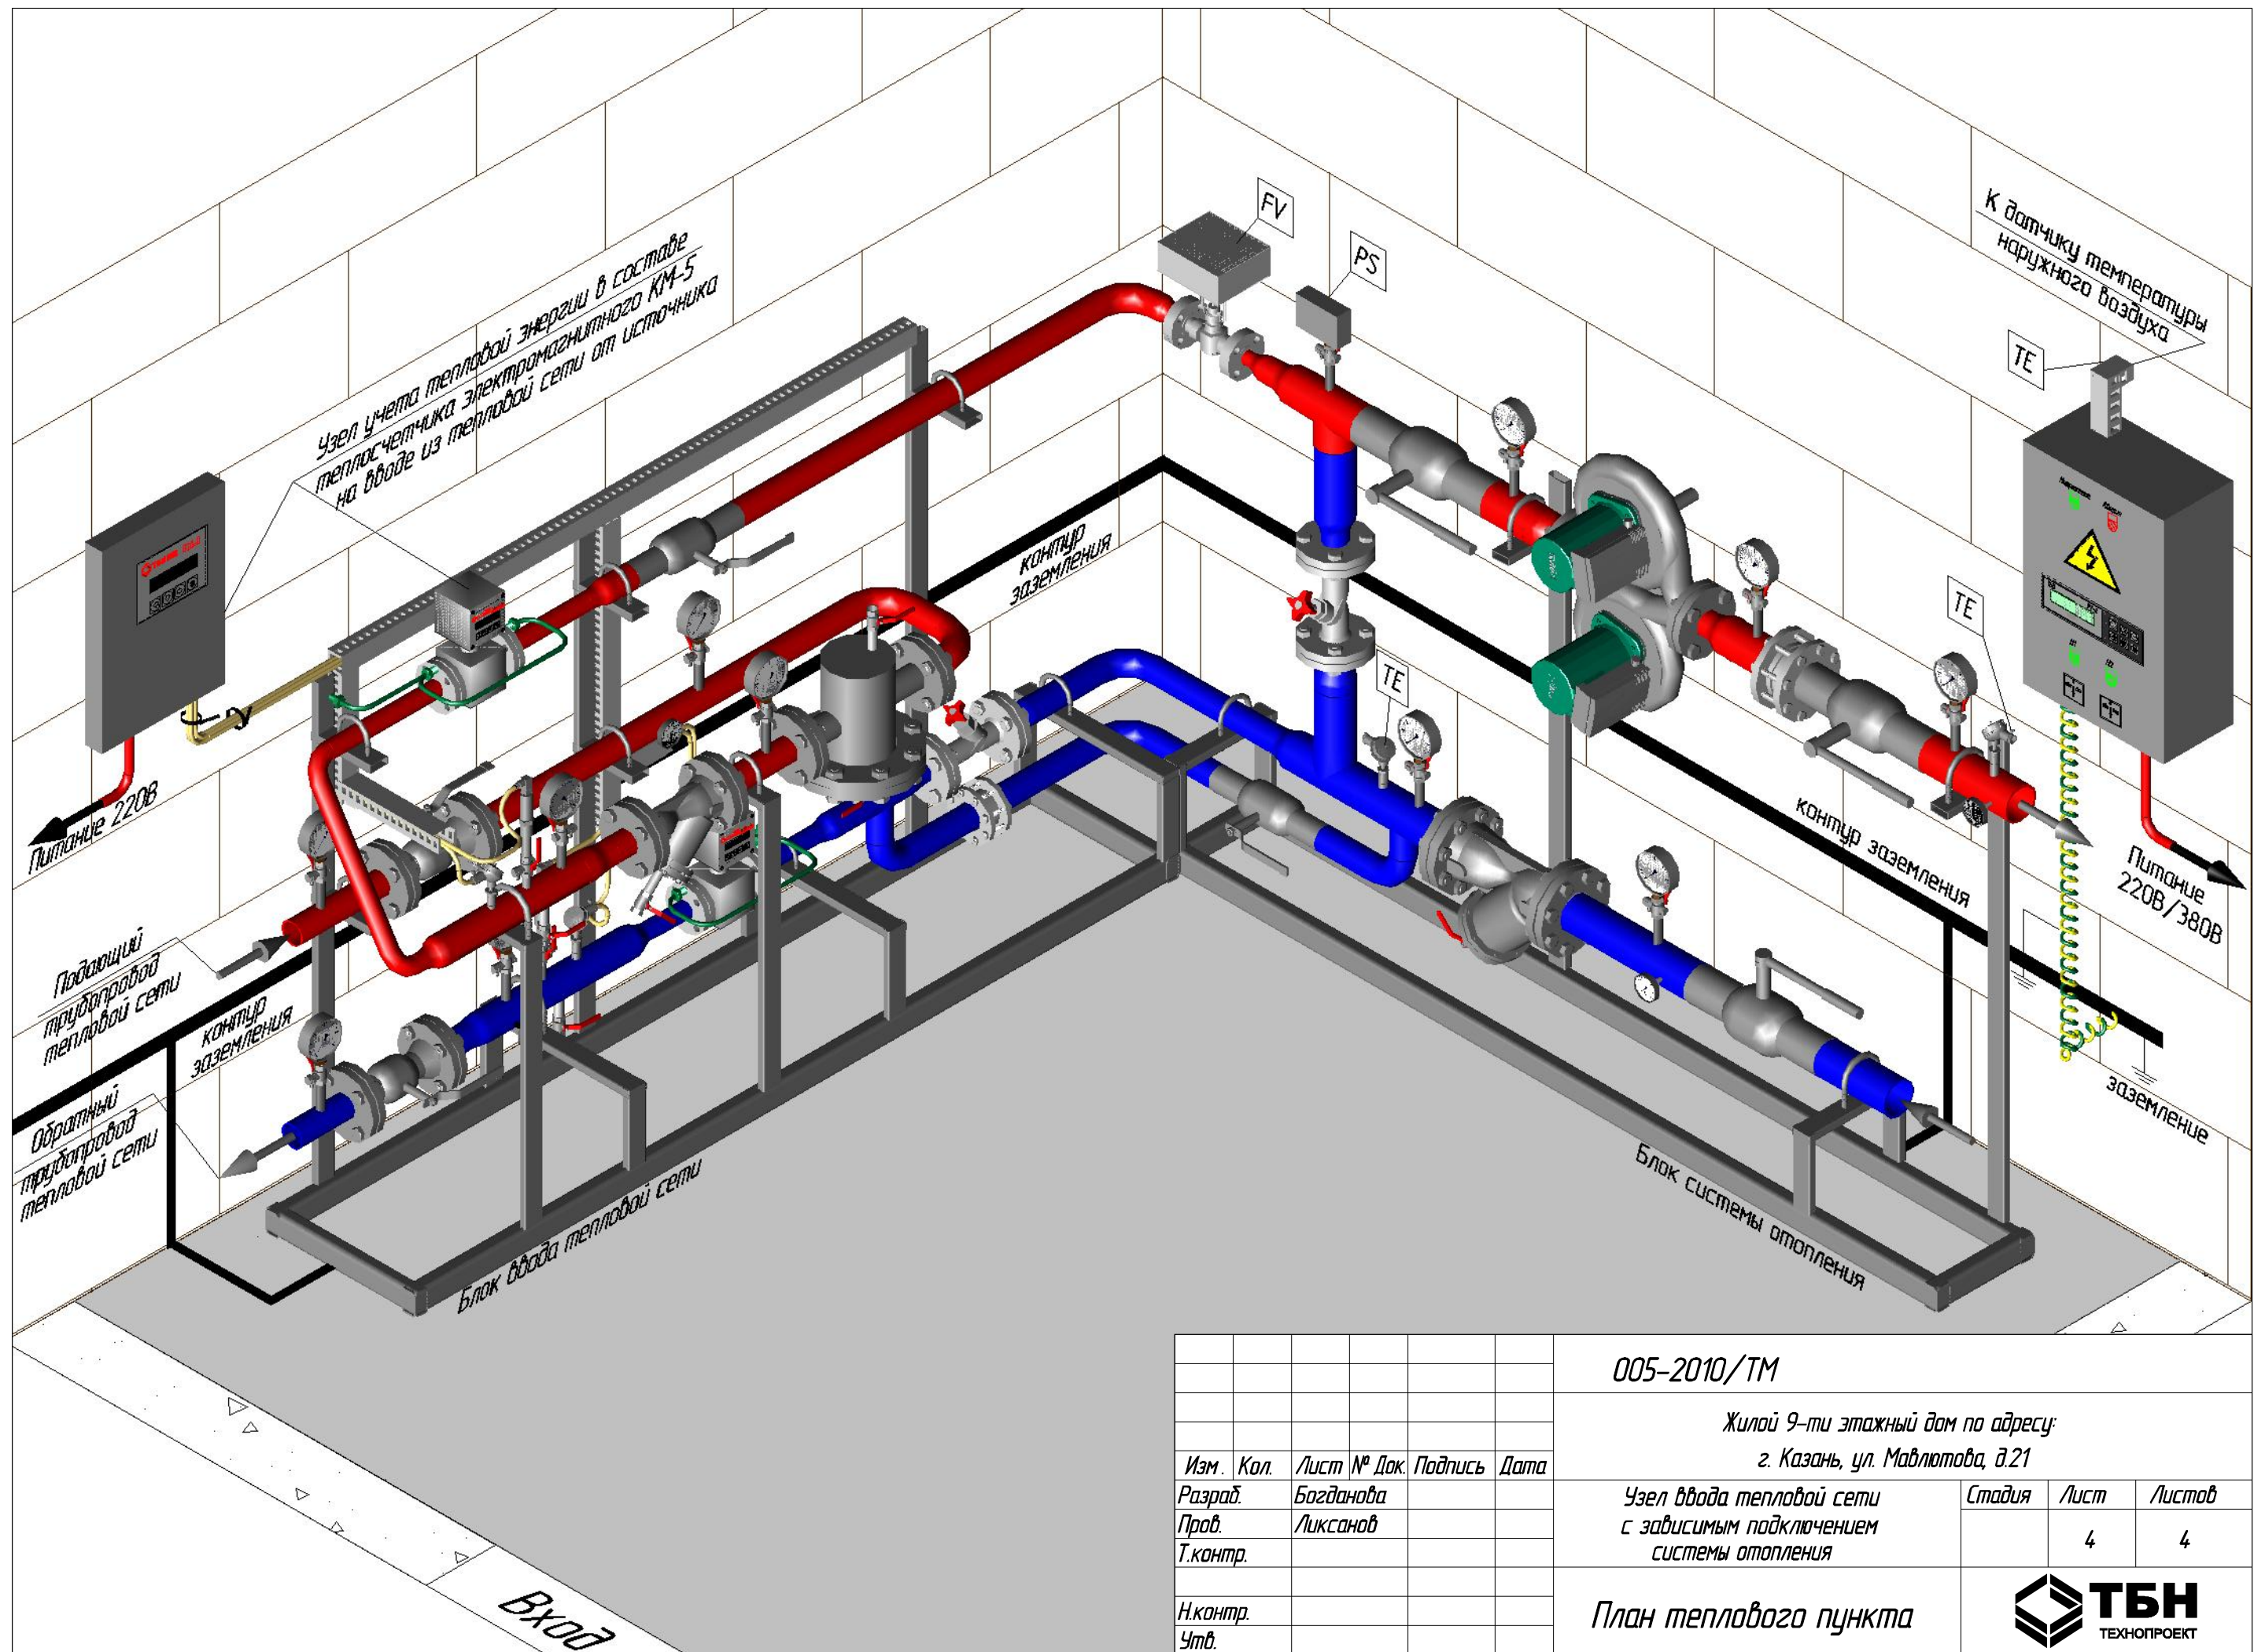 Узел учета тепловой энергии в составе
теплосчетчика электромагнитного КМ-5
на вводе из тепловой сети от источника
FV
PS
К датчику температуры
наружного воздуха
TE
TE
TE
контур
заземления
Питание 220В
контур заземления
Питание
220В/380В
Подающий
трубопровод
тепловой сети
контур
заземления
Обратный
трубопровод
тепловой сети
заземление
Блок ввода тепловой сети
Блок системы отопления
Вход
005-2010/ТМ
Жилой 9-ти этажный дом по адресу:
г. Казань, ул. Мавлютова, д.21
Изм. Кол. Лист № Док. Подпись Дата
Разраб. Богданова
Пров. Ликсанов
Т.контр.
Н.контр.
Утв.
Узел ввода тепловой сети
с зависимым подключением
системы отопления
Стадия Лист Листов
4 4
План теплового пункта
ТБН
ТЕХНОПРОЕКТ